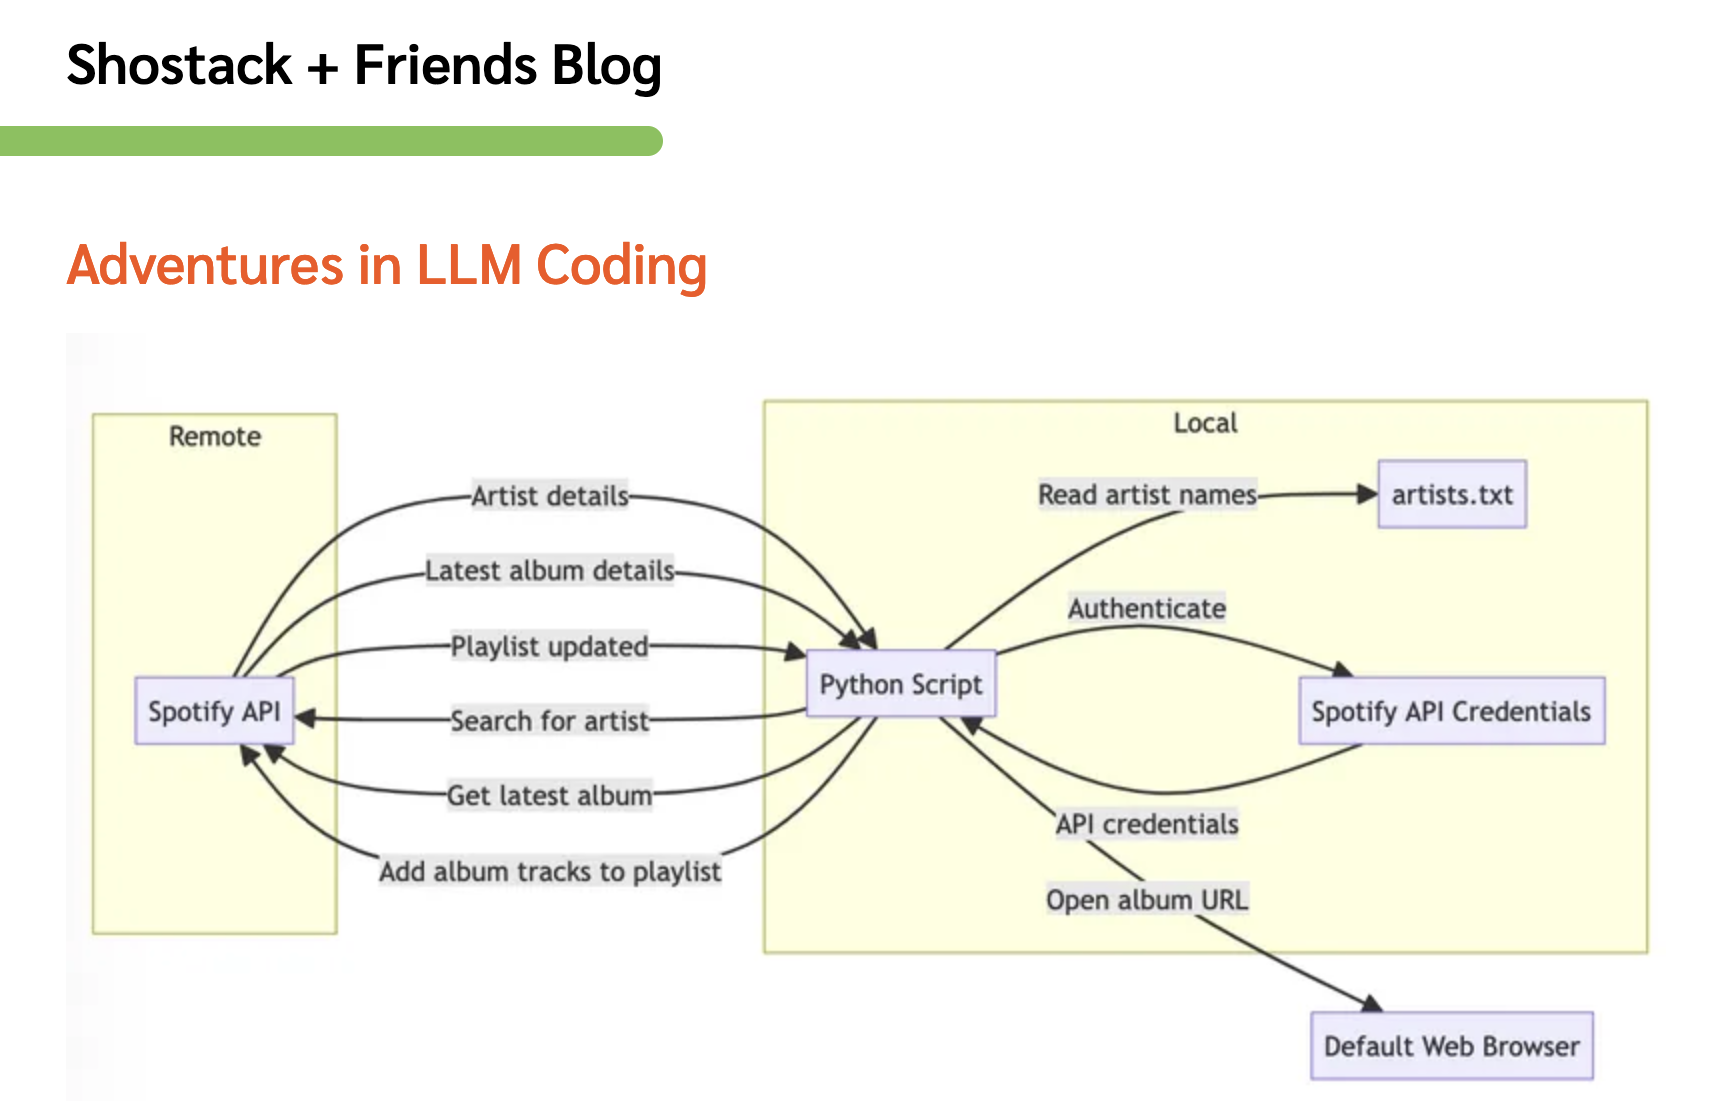 Shostack + Friends Blog
Adventures in LLM Coding
Remote
Local
Artist details
Read artist names
artists.txt
Latest album details
Authenticate
Playlist updated
Python Script
Spotify API
Spotify API Credentials
Search for artist
Get latest album
API credentials
Add album tracks to playlist
Open album URL
Default Web Browser